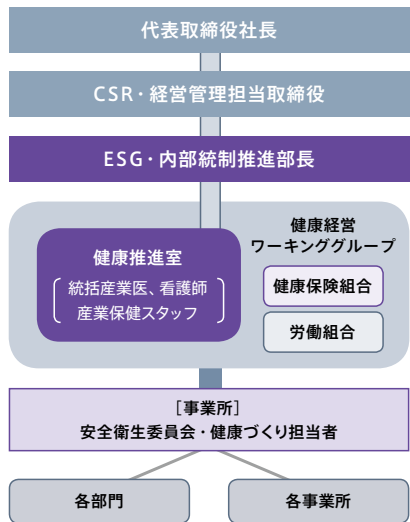 代表取締役社長
CSR・経営管理担当取締役
ESG・内部統制推進部長
健康経営
ワーキンググループ
健康推進室
統括産業医、看護師
産業保健スタッフ
健康保険組合
労働組合
［事業所］
安全衛生委員会・健康づくり担当者
各部門
各事業所